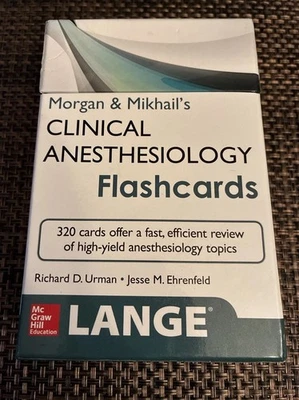 Morgan & Mikhail's
CLINICAL
ANESTHESIOLOGY
Flashcards
320 cards offer a fast, efficient review
of high-yield anesthesiology topics
Richard D. Urman • Jesse M. Ehrenfeld
Mc
Graw
Hill
Education
LANGE®